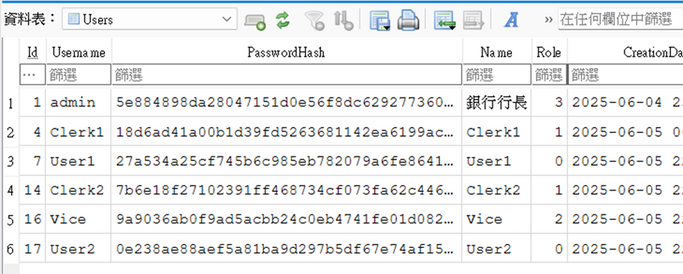 資料表： Users 在任何欄位中篩選
Id Username PasswordHash Name Role CreationDa
… 篩選 篩選 篩選 篩選 篩選
1 1 admin 5e884898da28047151d0e56f8dc629277360… 銀行行長 3 2025-06-04 2
2 4 Clerk1 18d6ad41a00b1d39fd5263681142ea6199ac… Clerk1 1 2025-06-05 0
3 7 User1 27a534a25cf745b6c985eb782079a6fe8641… User1 0 2025-06-05 2
4 14 Clerk2 7b6e18f27102391ff468734cf073fa62c446… Clerk2 1 2025-06-05 2
5 16 Vice 9a9036ab0f9ad5acbb24c0eb4741fe01d082… Vice 2 2025-06-05 2
6 17 User2 0e238ae88aef5a81ba9d297b5df67e74af15… User2 0 2025-06-05 2